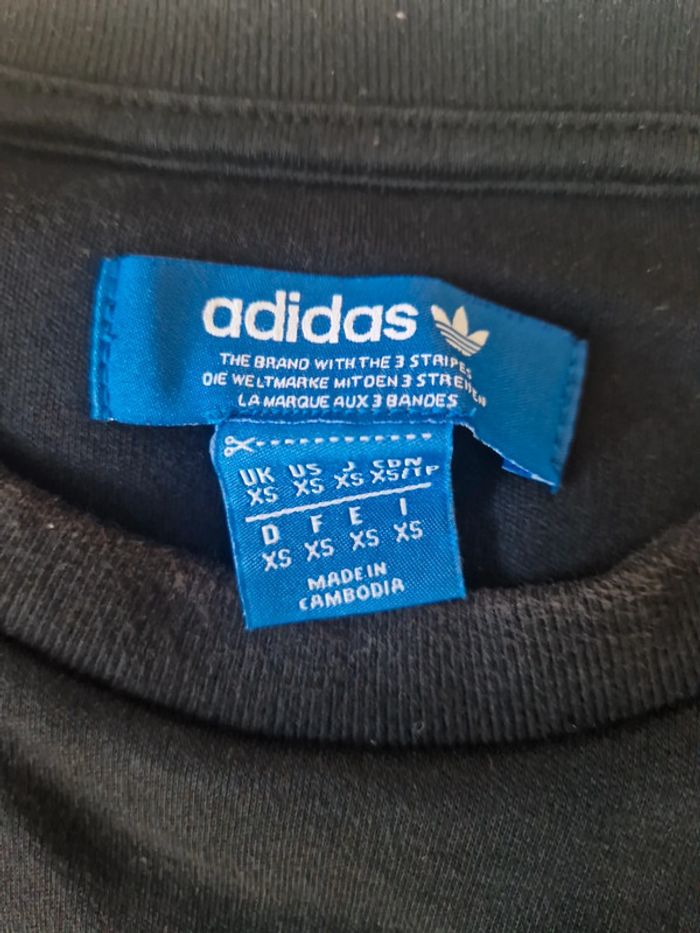 adidas
THE BRAND WITH THE 3 STRIPES
DIE WELTMARKE MIT DEN 3 STREIFEN
LA MARQUE AUX 3 BANDES
UK US J CDN
XS XS XS XS/TP
D F E I
XS XS XS XS
MADE IN
CAMBODIA